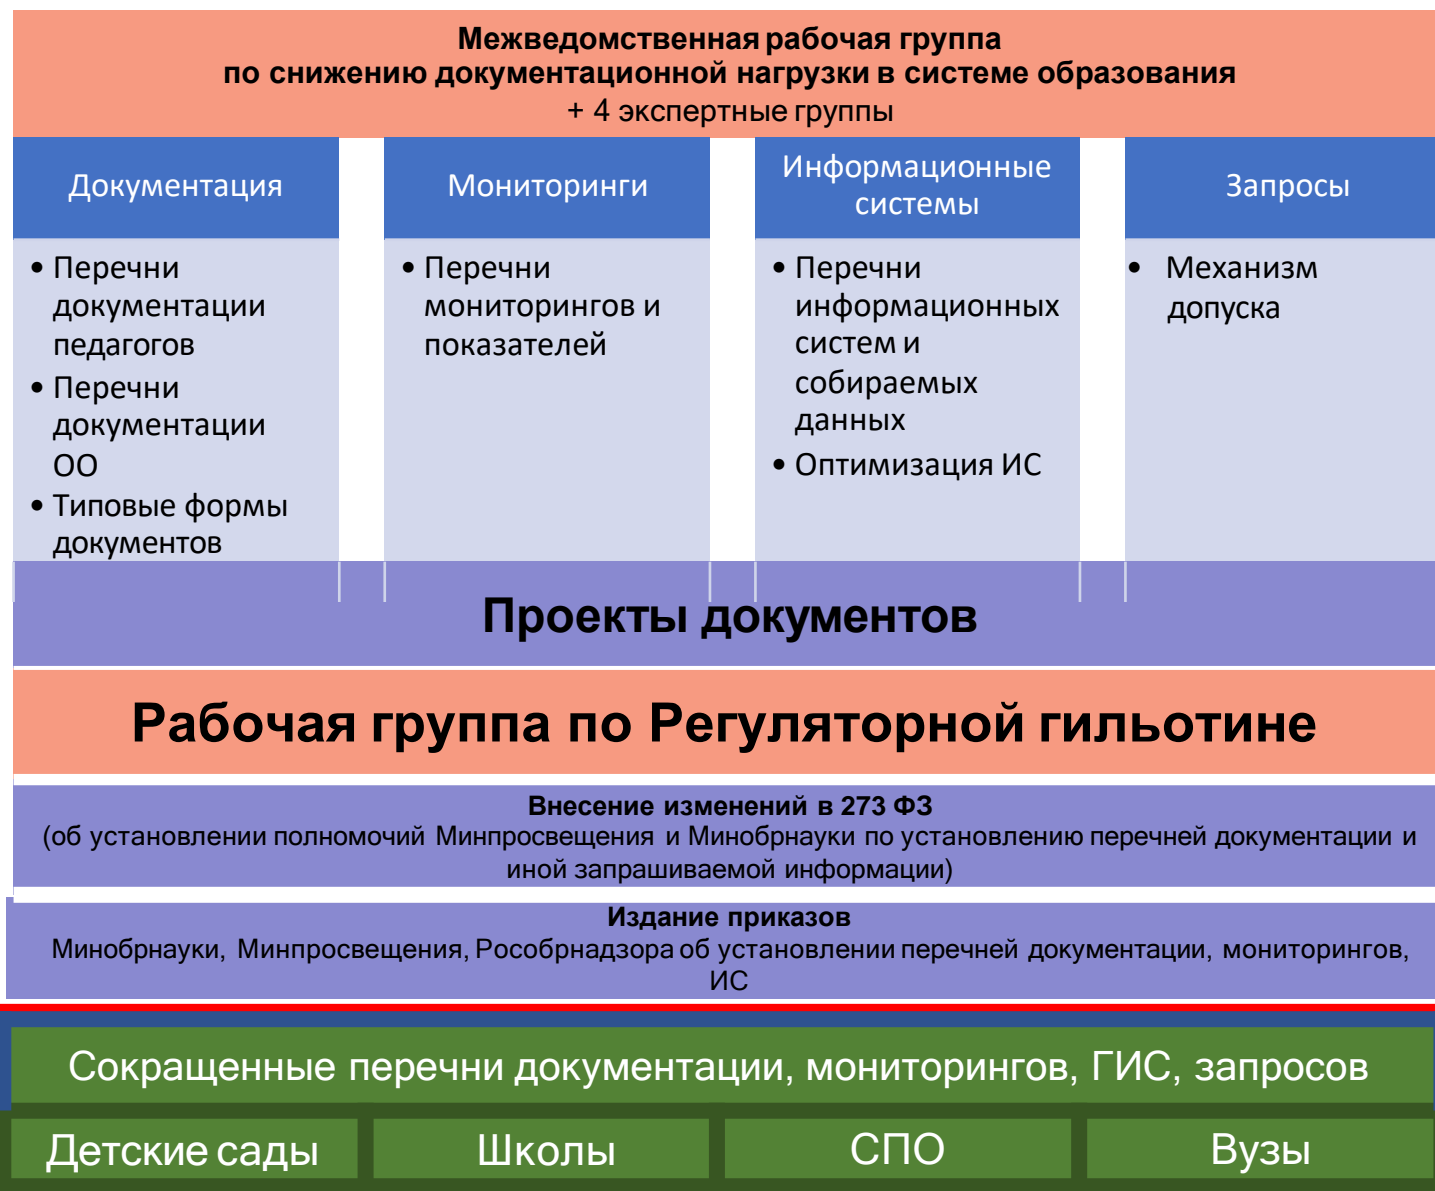 Межведомственная рабочая группа
по снижению документационной нагрузки в системе образования
+ 4 экспертные группы
Документация
• Перечни
документации
педагогов
• Перечни
документации
ОО
• Типовые формы
документов
Мониторинги
• Перечни
мониторингов и
показателей
Информационные
системы
• Перечни
информационных
систем и
собираемых
данных
• Оптимизация ИС
Запросы
• Механизм
допуска
Проекты документов
Рабочая группа по Регуляторной гильотине
Внесение изменений в 273 ФЗ
(об установлении полномочий Минпросвещения и Минобрнауки по установлению перечней документации и
иной запрашиваемой информации)
Издание приказов
Минобрнауки, Минпросвещения, Рособрнадзора об установлении перечней документации, мониторингов,
ИС
Сокращенные перечни документации, мониторингов, ГИС, запросов
Детские сады
Школы
СПО
Вузы